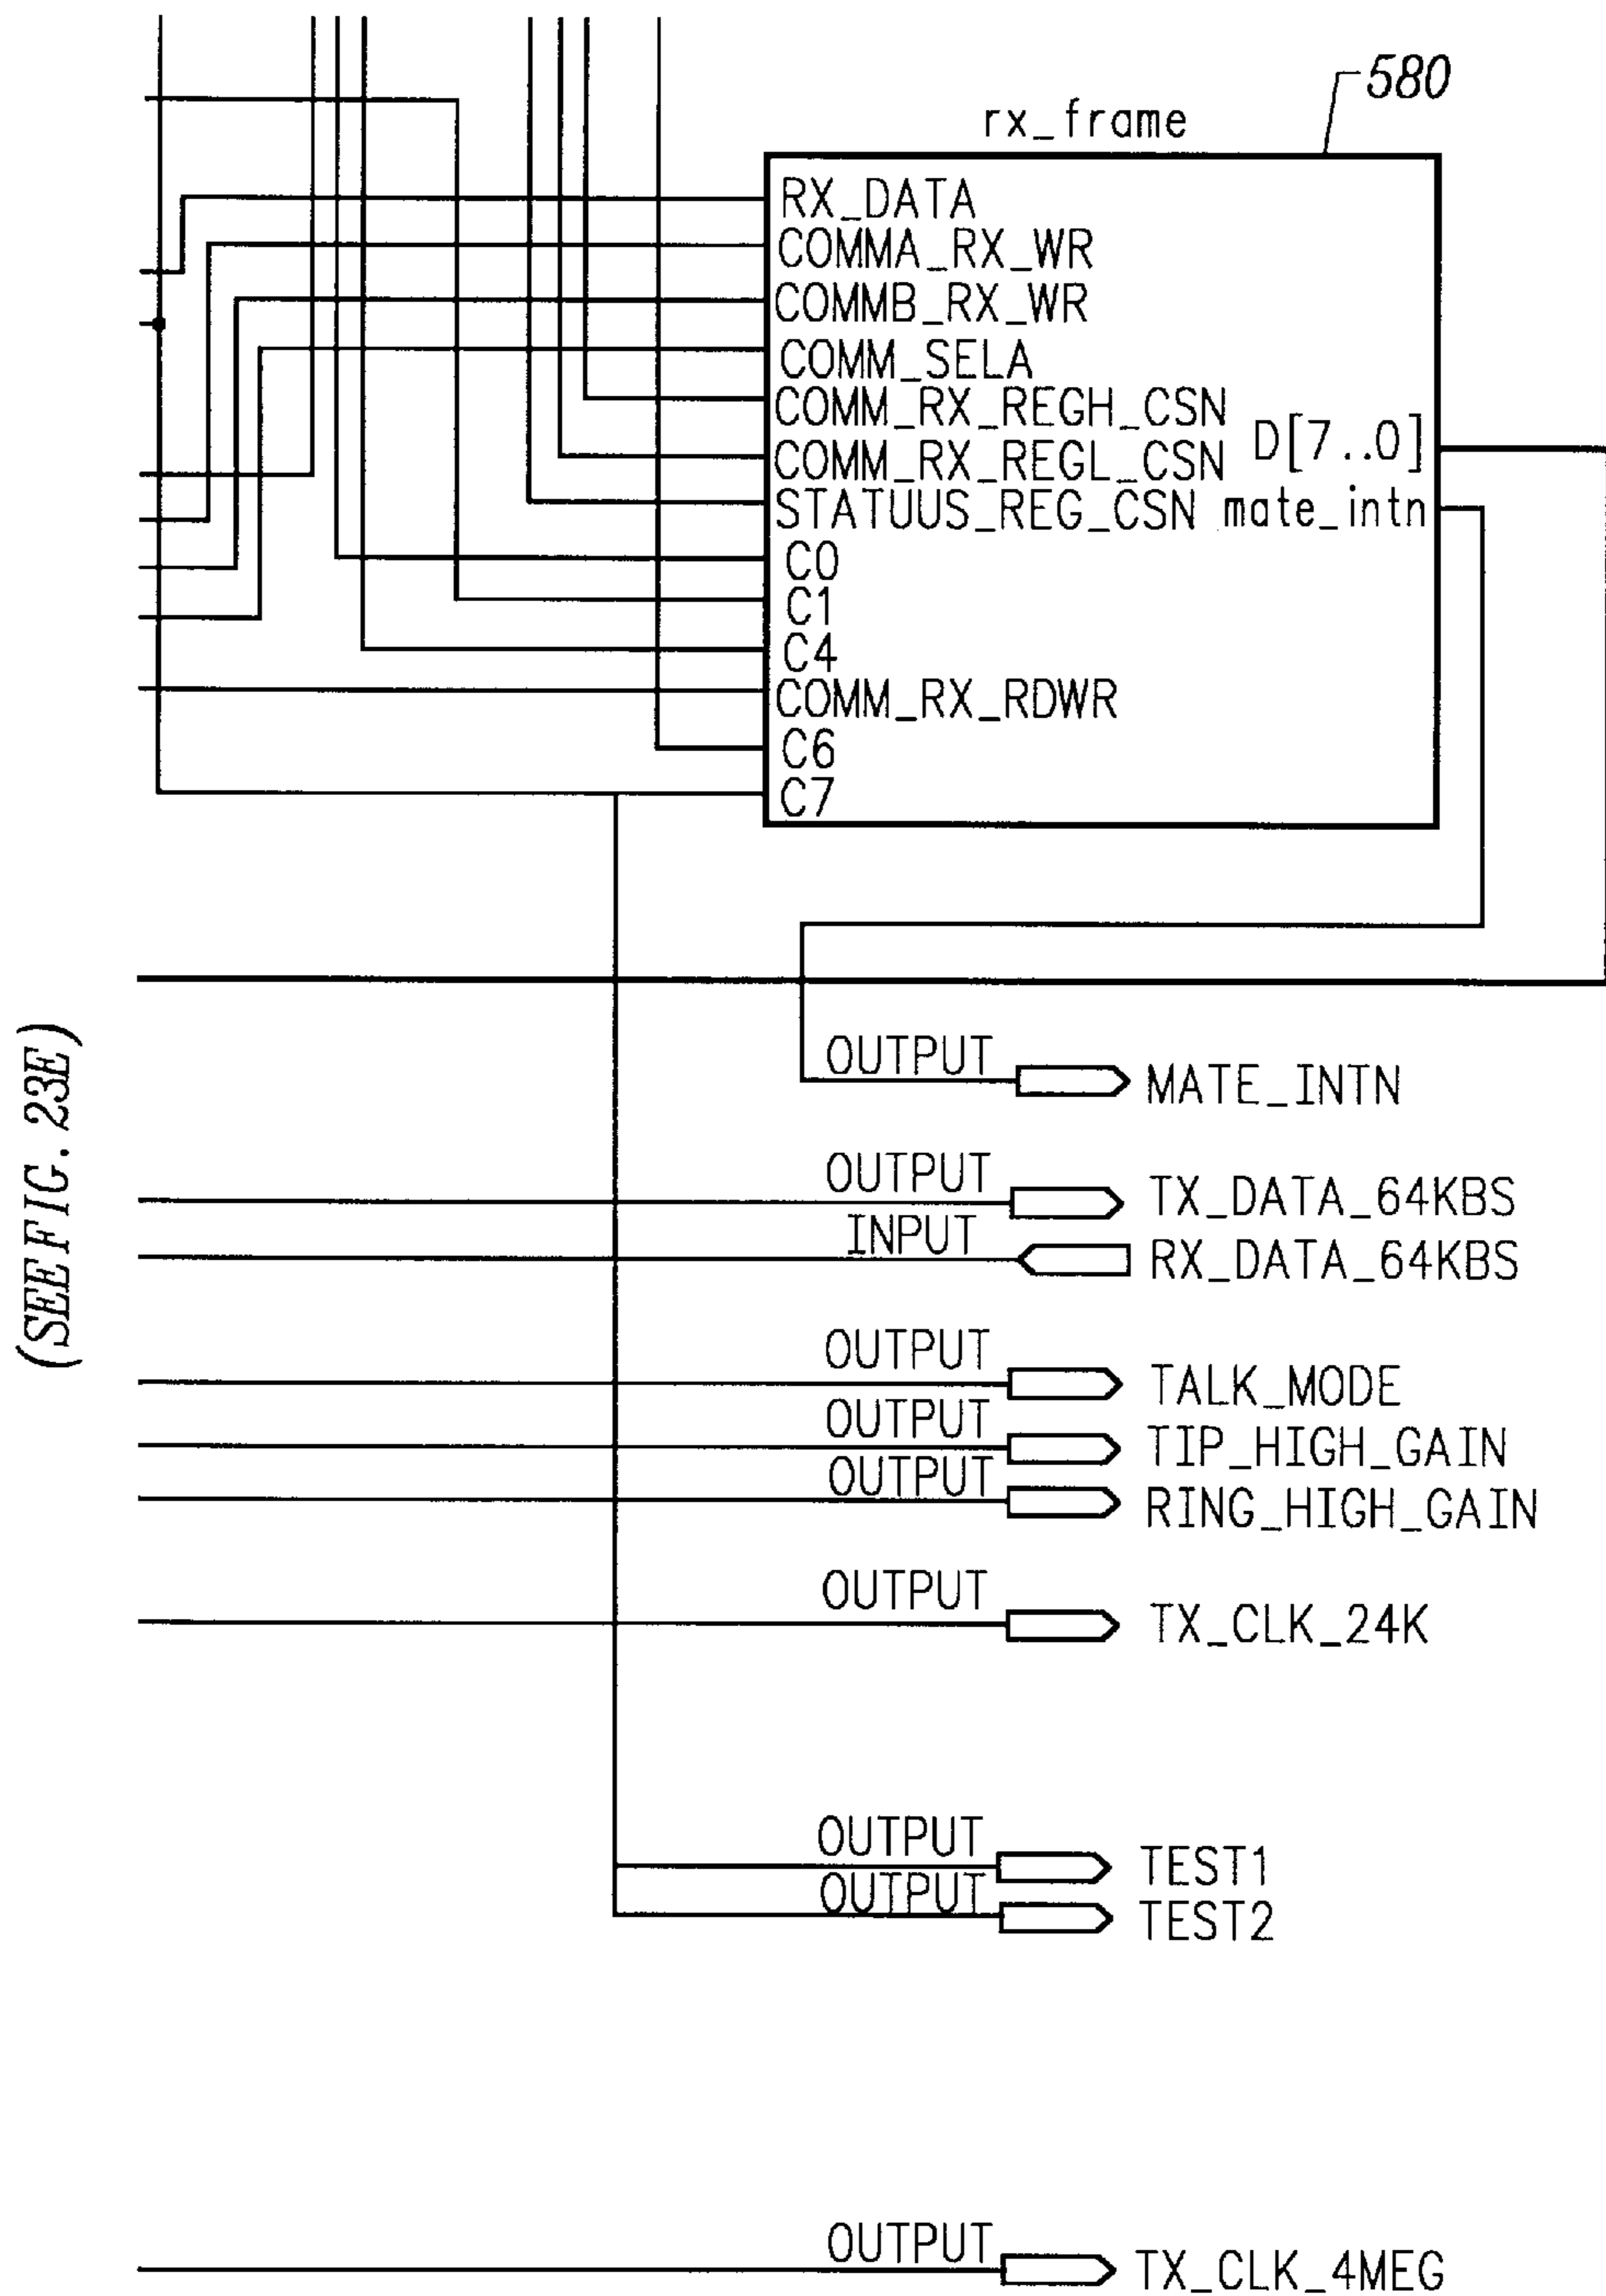 580
rx_frame
RX_DATA
COMMA_RX_WR
COMMB_RX_WR
COMM_SELA
COMM_RX_REGH_CSN
D[7..0]
COMM_RX_REGL_CSN
STATUUS_REG_CSN mate_intn
C0
C1
C4
COMM_RX_RDWR
C6
C7
(SEE FIG. 23E)
OUTPUT MATE_INTN
OUTPUT TX_DATA_64KBS
INPUT RX_DATA_64KBS
OUTPUT TALK_MODE
OUTPUT TIP_HIGH_GAIN
OUTPUT RING_HIGH_GAIN
OUTPUT TX_CLK_24K
OUTPUT TEST1
OUTPUT TEST2
OUTPUT TX_CLK_4MEG